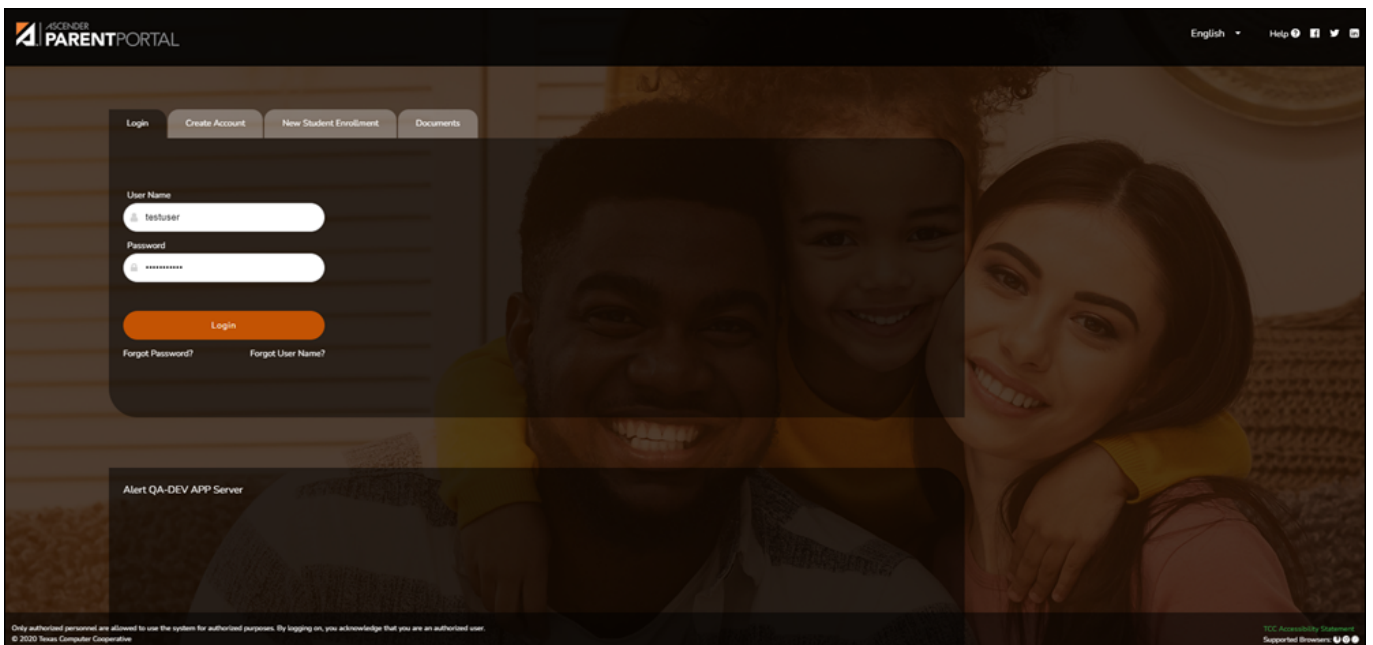 ASCENDER
PARENTPORTAL
English
Help
Login
Create Account
New Student Enrollment
Documents
User Name
testuser
Password
•••••••••••
Login
Forgot Password?
Forgot User Name?
Alert QA-DEV APP Server
Only authorized personnel are allowed to use the system for authorized purposes. By logging on, you acknowledge that you are an authorized user.
© 2020 Texas Computer Cooperative
TCC Accessibility Statement
Supported Browsers: